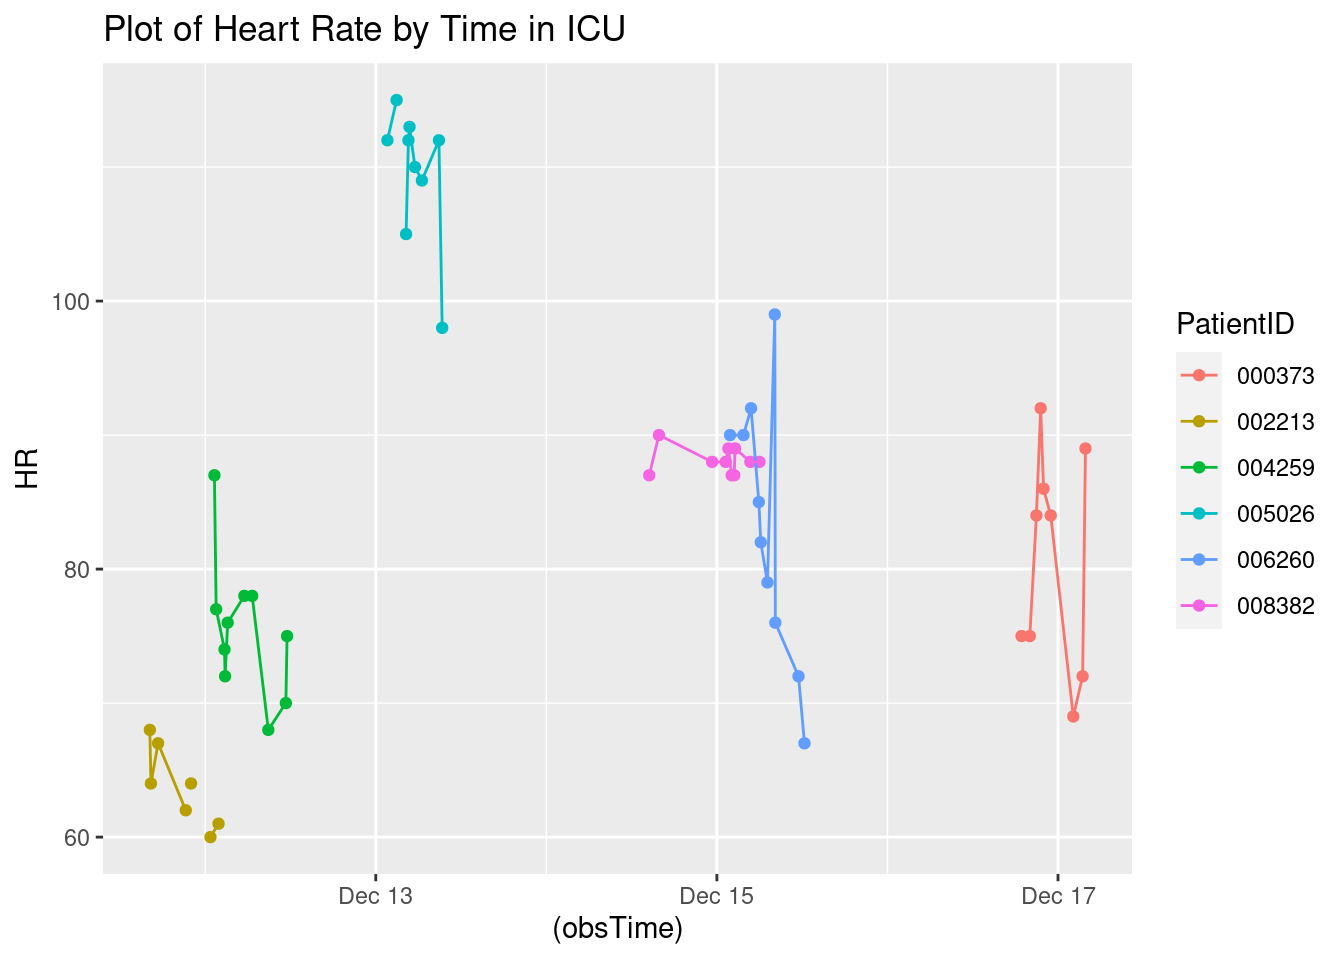 Plot of Heart Rate by Time in ICU
HR
100
80
60
Dec 13
Dec 15
Dec 17
(obsTime)
PatientID
000373
002213
004259
005026
006260
008382